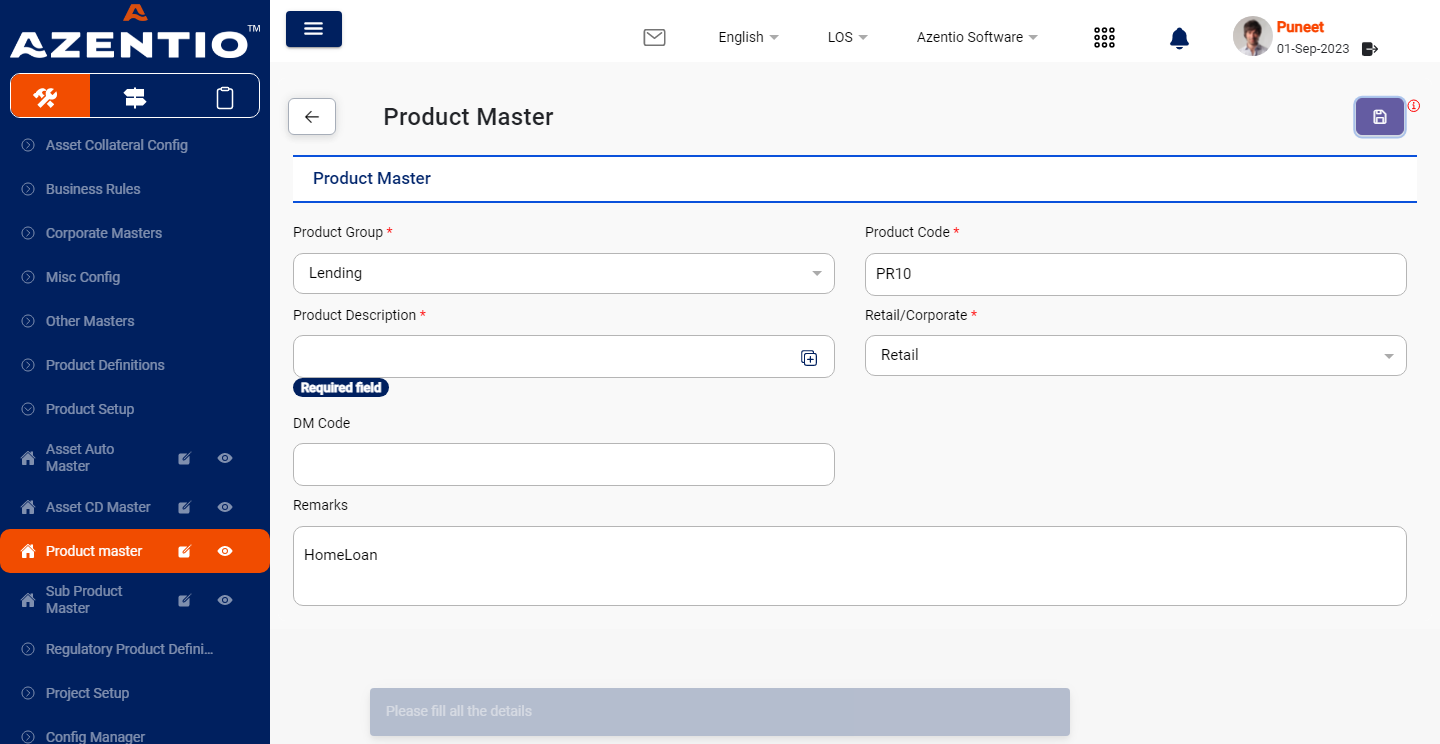 AZENTIO™
English
LOS
Azentio Software
Puneet
01-Sep-2023
Asset Collateral Config
Business Rules
Corporate Masters
Misc Config
Other Masters
Product Definitions
Product Setup
Asset Auto
Master
Asset CD Master
Product master
Sub Product
Master
Regulatory Product Defini...
Project Setup
Config Manager
Product Master
Product Master
Product Group *
Product Code *
Lending
PR10
Product Description *
Retail/Corporate *
Retail
Required field
DM Code
Remarks
HomeLoan
Please fill all the details